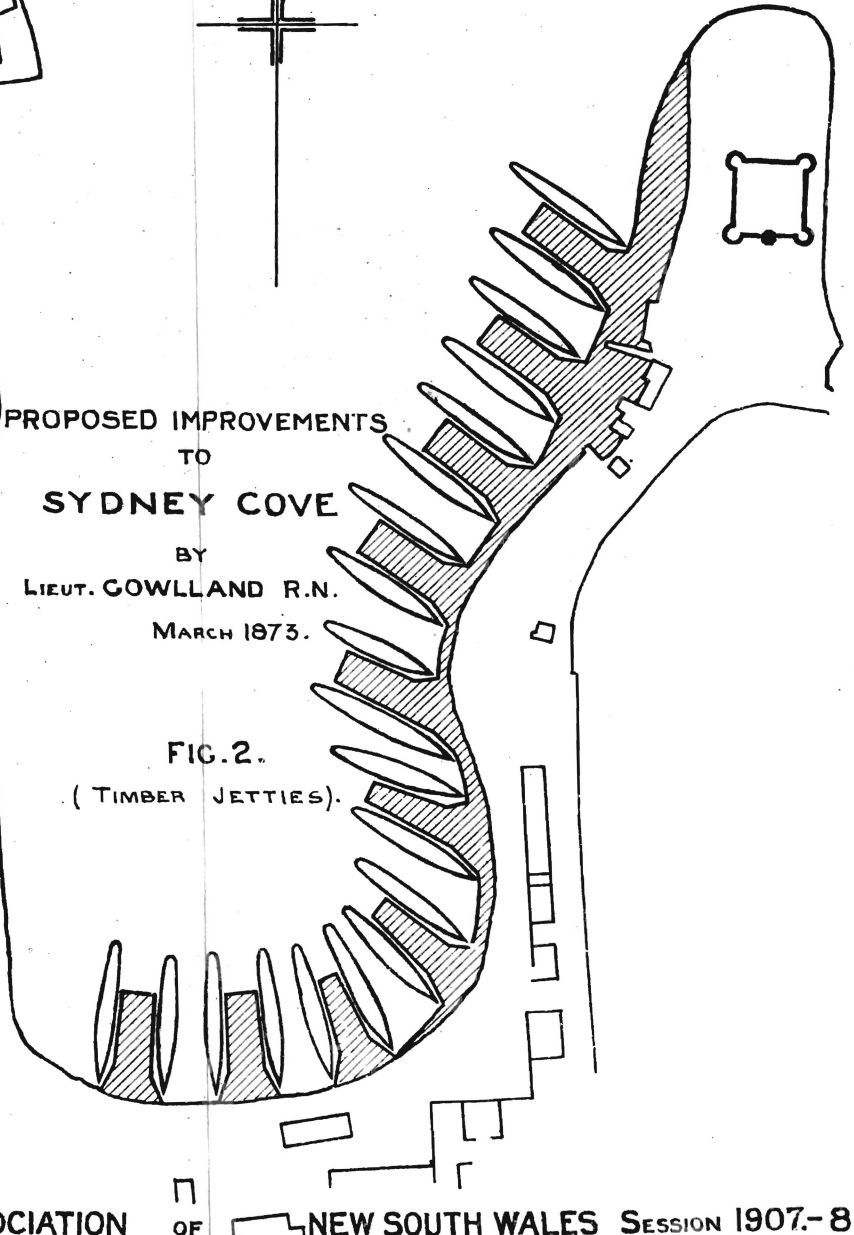 PROPOSED IMPROVEMENTS
TO
SYDNEY COVE
BY
LIEUT. GOWLLAND R.N.
MARCH 1873.
FIG. 2.
( TIMBER JETTIES).
OCIATION OF NEW SOUTH WALES SESSION 1907.-8